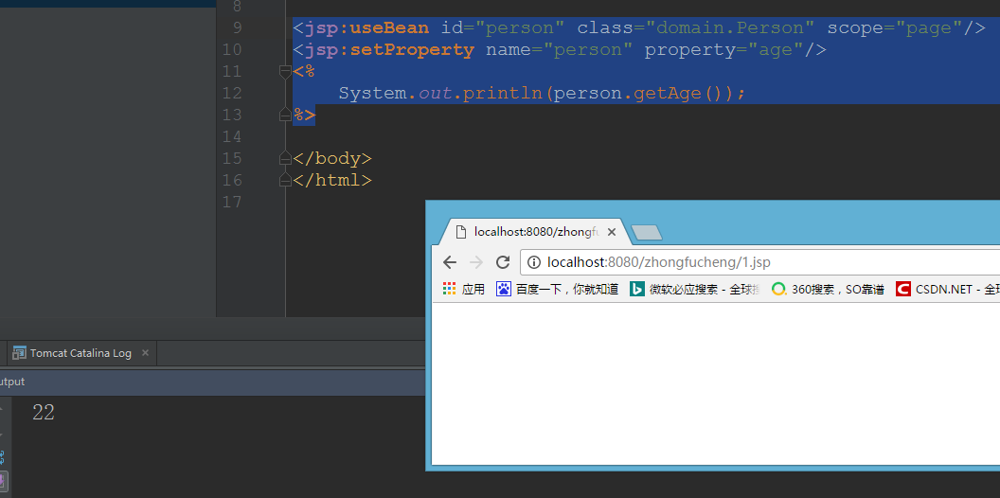 8
9 <jsp:useBean id="person" class="domain.Person" scope="page"/>
10 <jsp:setProperty name="person" property="age"/>
11 <%
12 System.out.println(person.getAge());
13 %>
14
15 </body>
16 </html>
17
localhost:8080/zhongfu
localhost:8080/zhongfucheng/1.jsp
应用 百度一下，你就知道 微软必应搜索 - 全球搜 360搜索，SO靠谱 CSDN.NET - 全球
Tomcat Catalina Log
utput
22